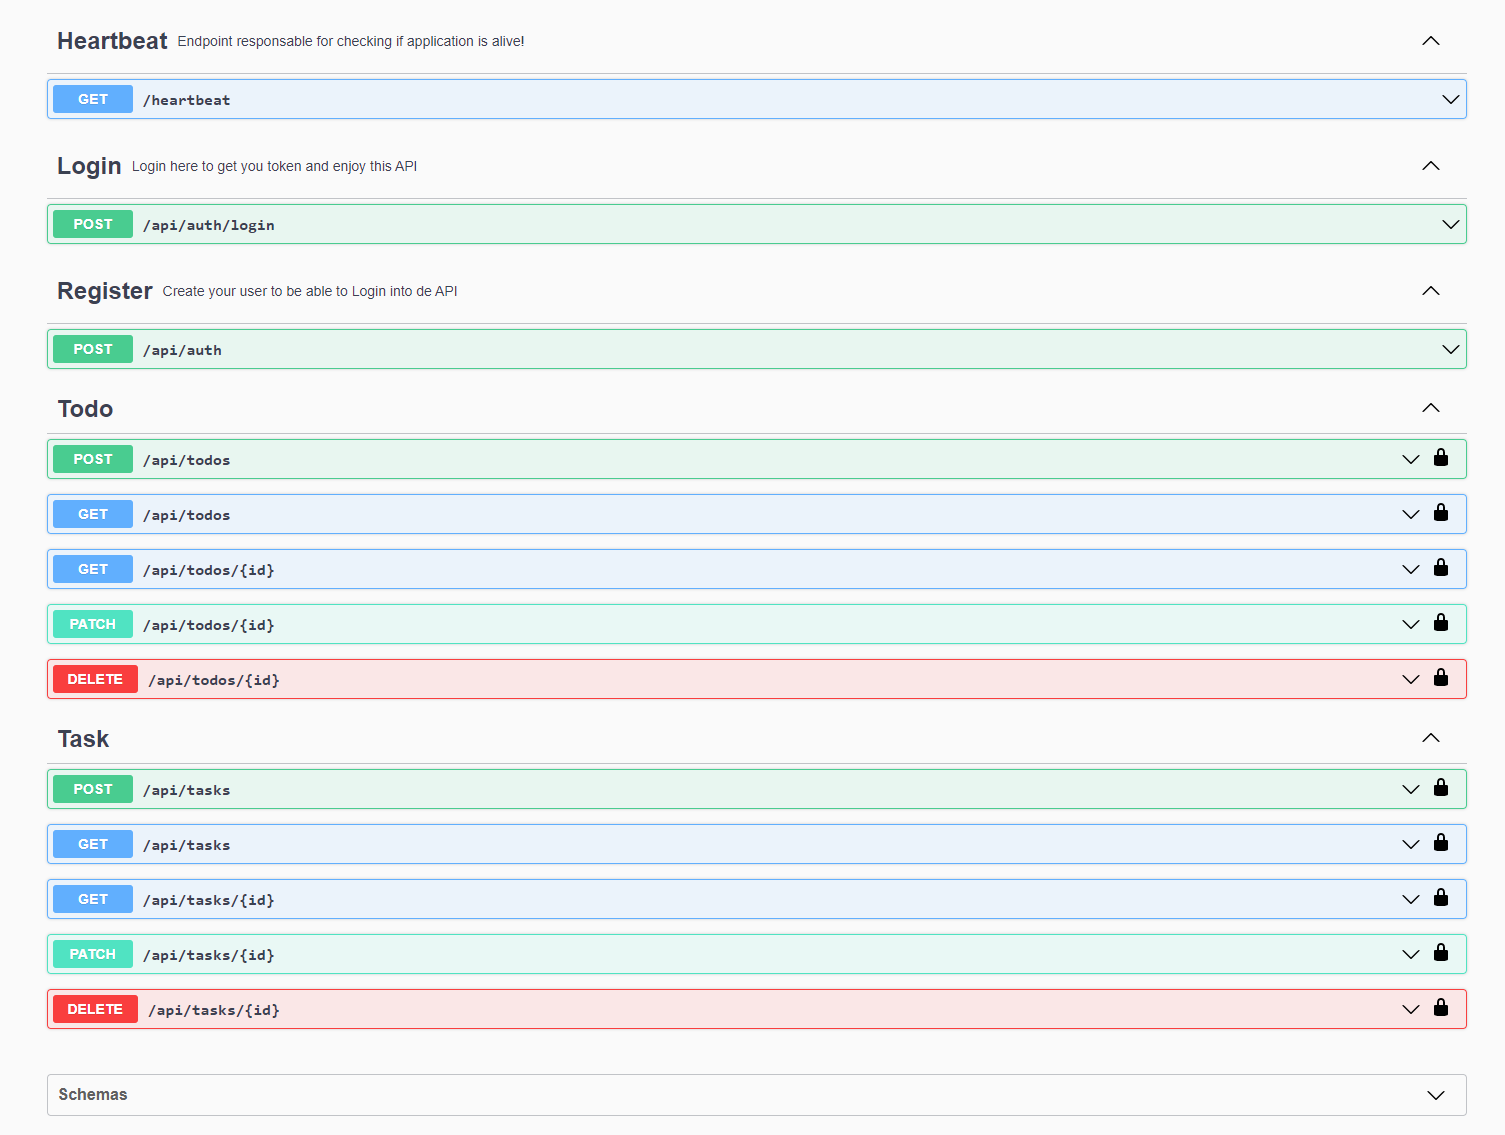 Heartbeat Endpoint responsable for checking if application is alive!
GET /heartbeat
Login Login here to get you token and enjoy this API
POST /api/auth/login
Register Create your user to be able to Login into de API
POST /api/auth
Todo
POST /api/todos
GET /api/todos
GET /api/todos/{id}
PATCH /api/todos/{id}
DELETE /api/todos/{id}
Task
POST /api/tasks
GET /api/tasks
GET /api/tasks/{id}
PATCH /api/tasks/{id}
DELETE /api/tasks/{id}
Schemas